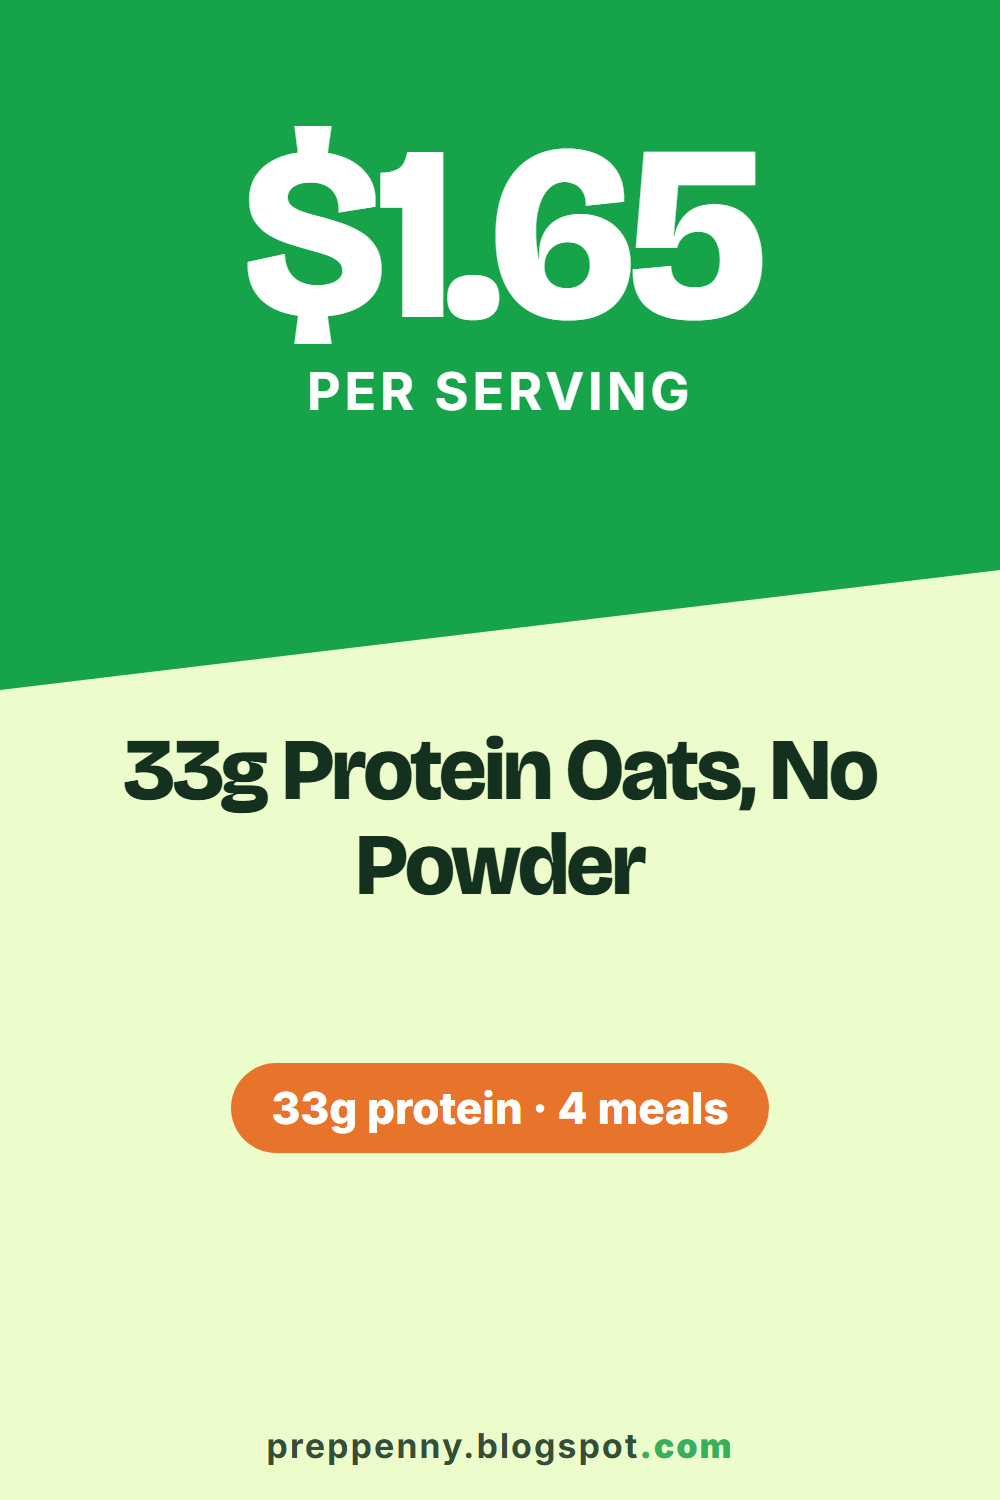 $1.65
PER SERVING
33g Protein Oats, No
Powder
33g protein · 4 meals
preppenny.blogspot.com